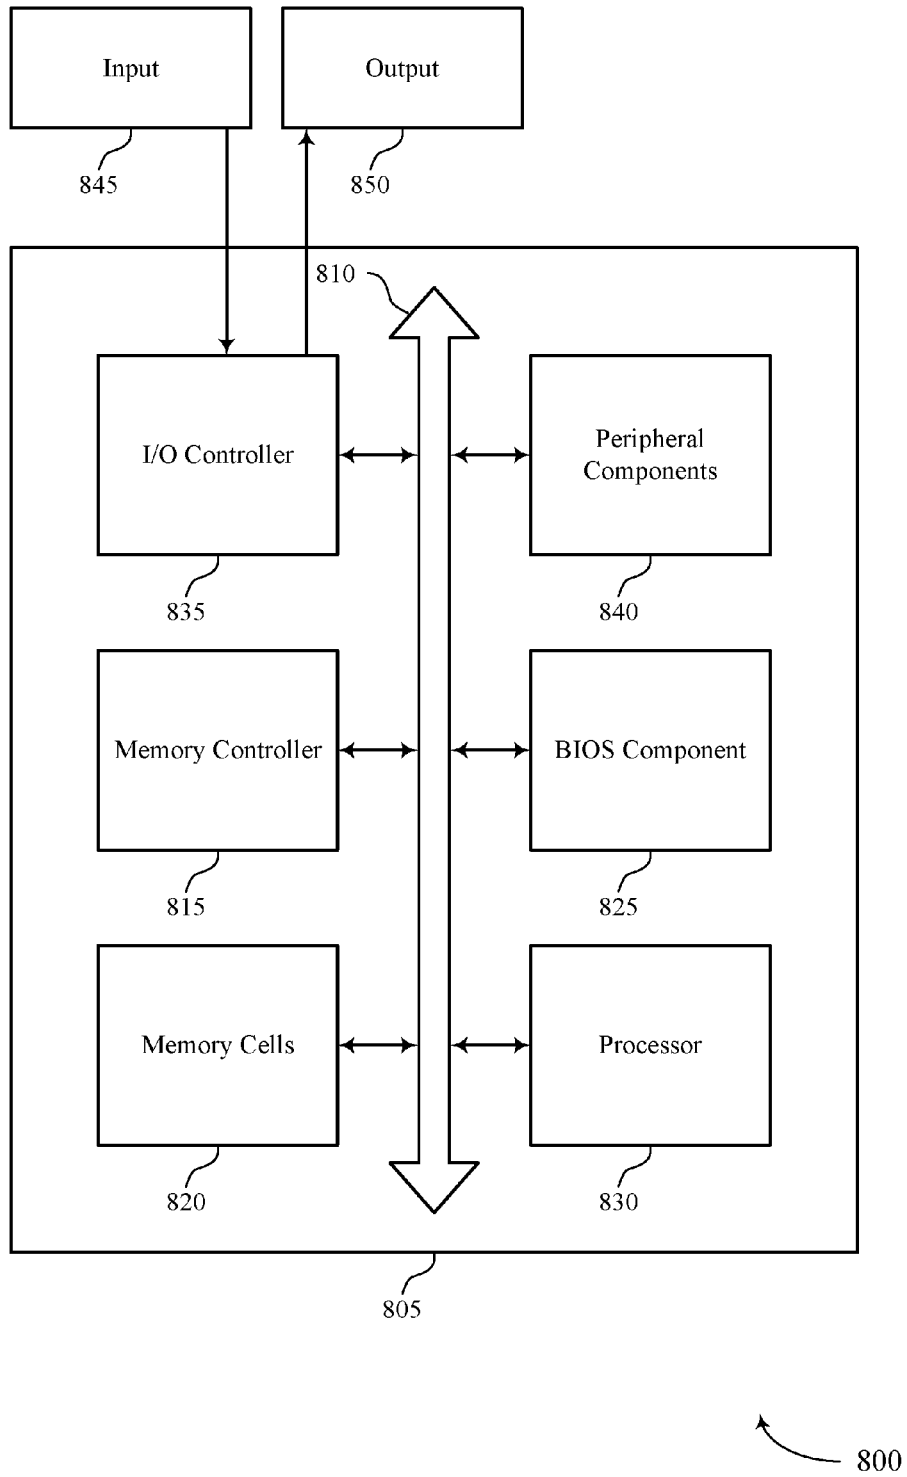 Input
Output
845
850
810
I/O Controller
Peripheral
Components
835
840
Memory Controller
BIOS Component
815
825
Memory Cells
Processor
820
830
805
800